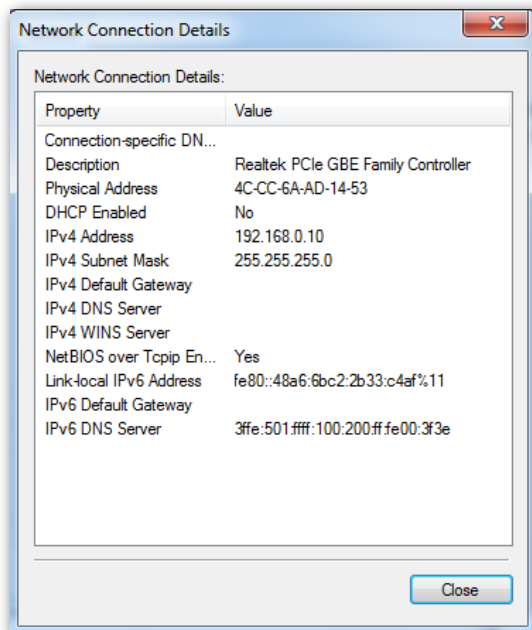 Network Connection Details
Network Connection Details:
Property Value
Connection-specific DN...
Description Realtek PCIe GBE Family Controller
Physical Address 4C-CC-6A-AD-14-53
DHCP Enabled No
IPv4 Address 192.168.0.10
IPv4 Subnet Mask 255.255.255.0
IPv4 Default Gateway
IPv4 DNS Server
IPv4 WINS Server
NetBIOS over Tcpip En... Yes
Link-local IPv6 Address fe80::48a6:6bc2:2b33:c4af%11
IPv6 Default Gateway
IPv6 DNS Server 3ffe:501:ffff:100:200:ff:fe00:3f3e
Close